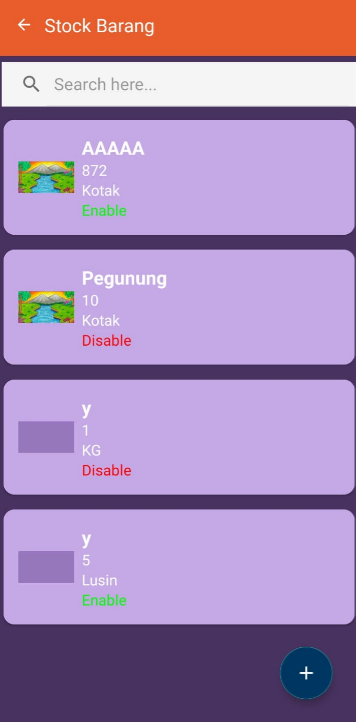 Stock Barang
Search here...
AAAAA
872
Kotak
Enable
Pegunung
10
Kotak
Disable
y
1
KG
Disable
y
5
Lusin
Enable